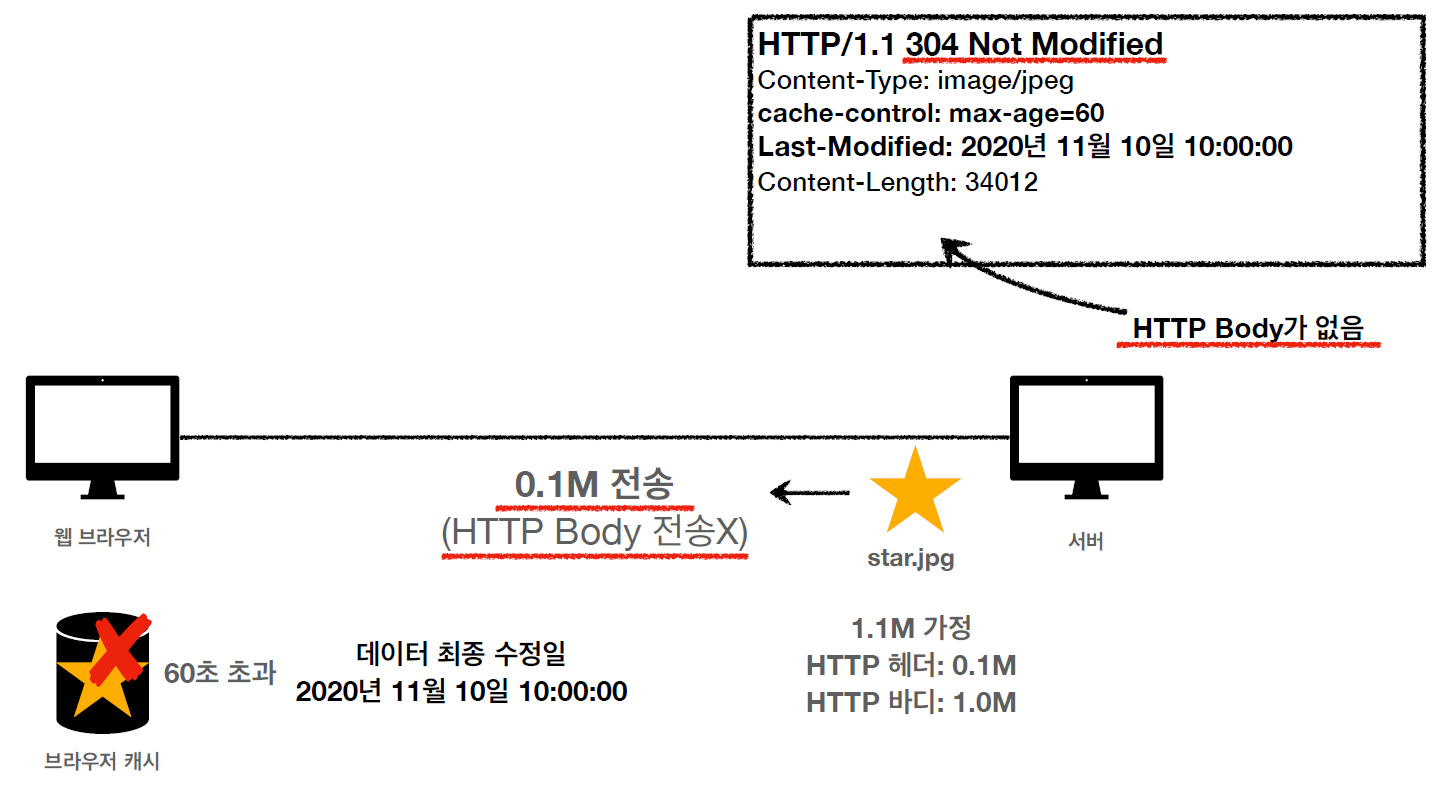 HTTP/1.1 304 Not Modified
Content-Type: image/jpeg
cache-control: max-age=60
Last-Modified: 2020년 11월 10일 10:00:00
Content-Length: 34012
HTTP Body가 없음
0.1M 전송
(HTTP Body 전송X)
웹 브라우저
star.jpg
서버
1.1M 가정
HTTP 헤더: 0.1M
HTTP 바디: 1.0M
60초 초과
데이터 최종 수정일
2020년 11월 10일 10:00:00
브라우저 캐시